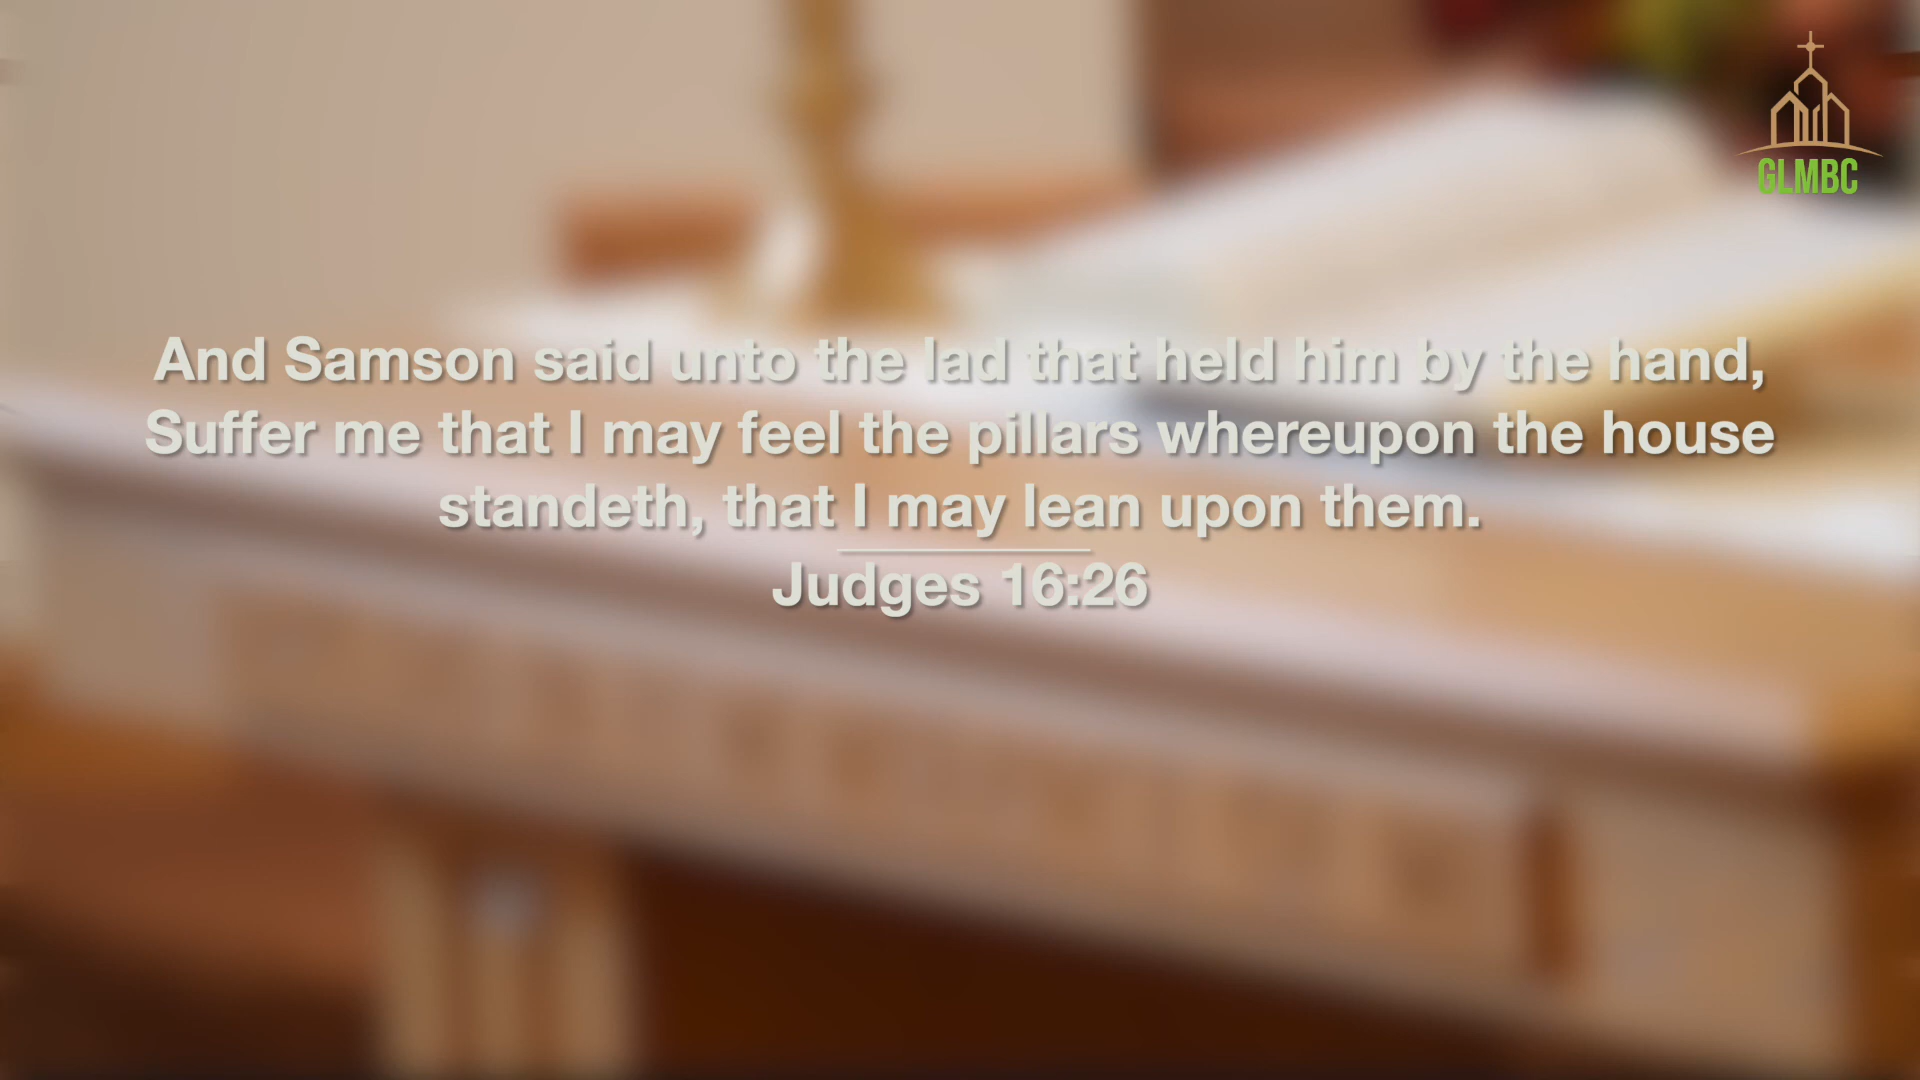 GLMBC
And Samson said unto the lad that held him by the hand,
Suffer me that I may feel the pillars whereupon the house
standeth, that I may lean upon them.
Judges 16:26